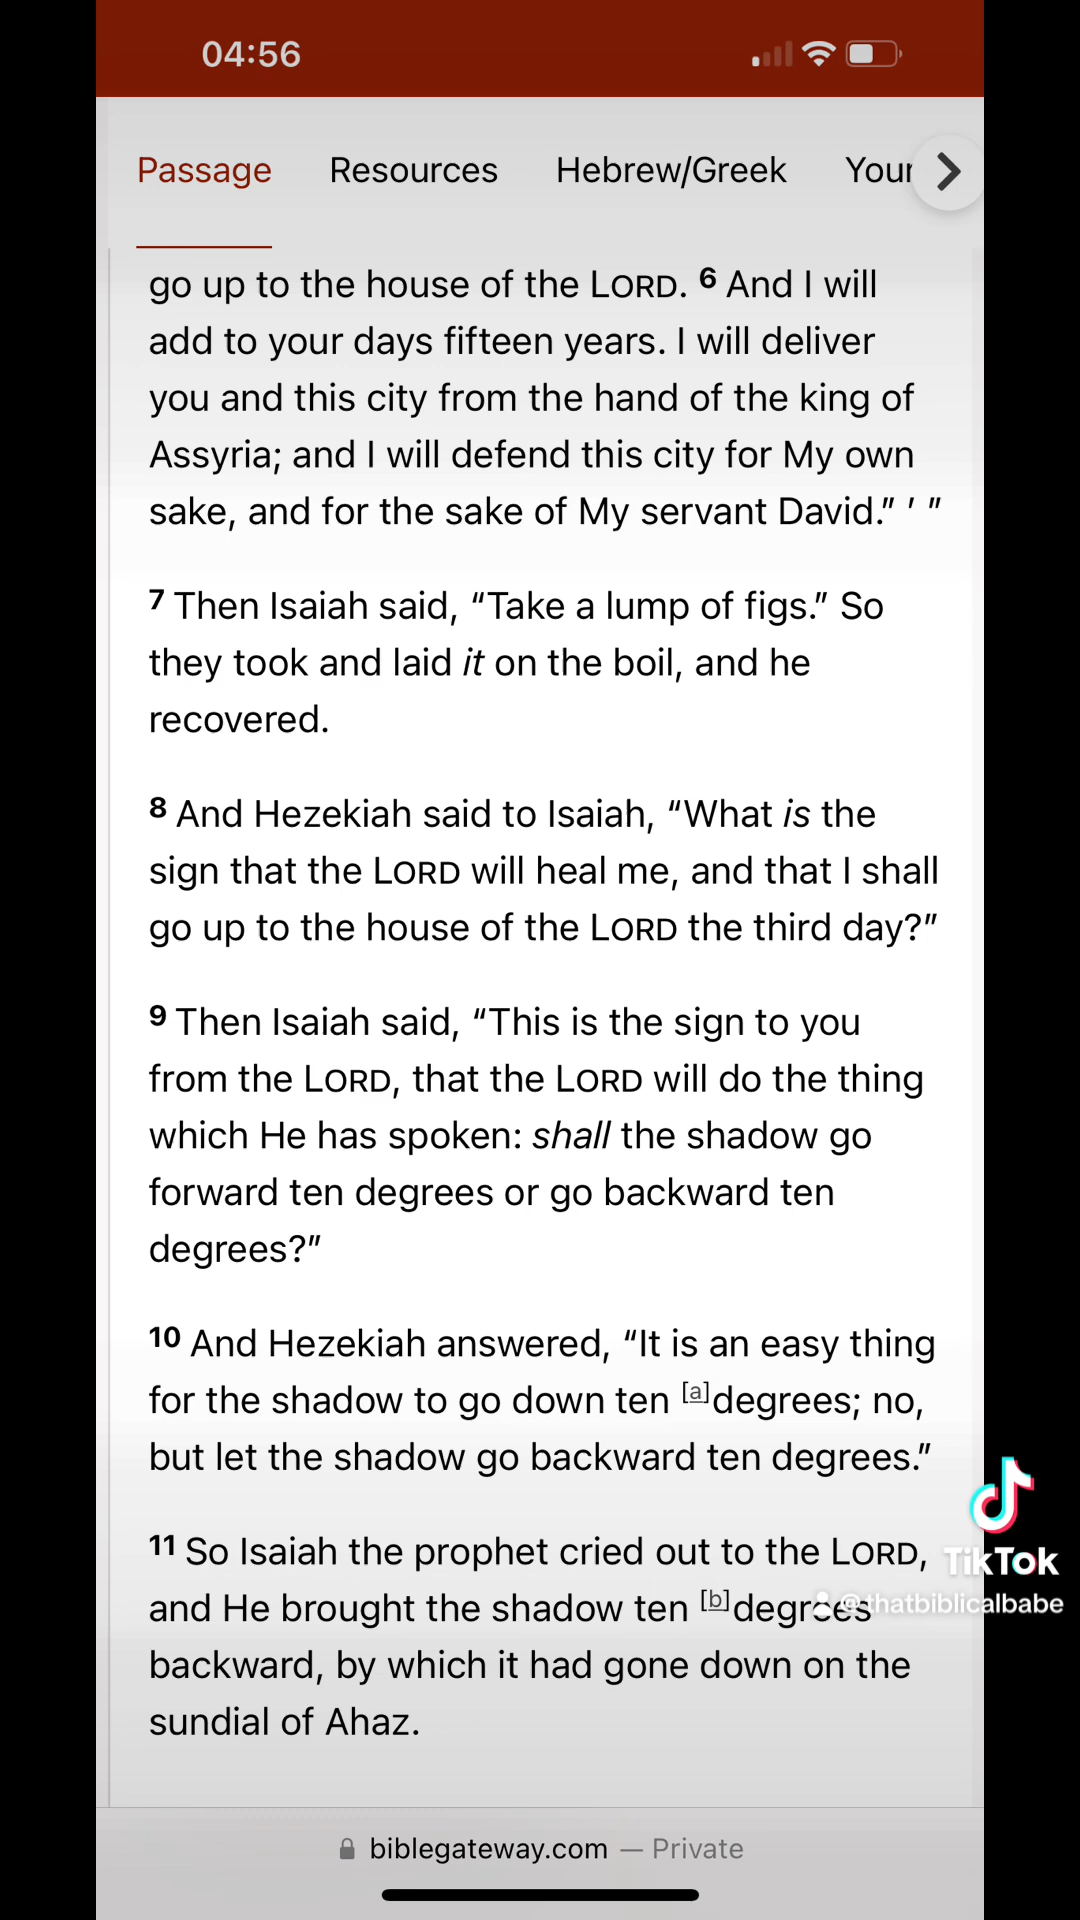 04:56
Passage Resources Hebrew/Greek Your
go up to the house of the LORD. 6 And I will
add to your days fifteen years. I will deliver
you and this city from the hand of the king of
Assyria; and I will defend this city for My own
sake, and for the sake of My servant David.” ’ ”
7 Then Isaiah said, “Take a lump of figs.” So
they took and laid it on the boil, and he
recovered.
8 And Hezekiah said to Isaiah, “What is the
sign that the LORD will heal me, and that I shall
go up to the house of the LORD the third day?”
9 Then Isaiah said, “This is the sign to you
from the LORD, that the LORD will do the thing
which He has spoken: shall the shadow go
forward ten degrees or go backward ten
degrees?”
10 And Hezekiah answered, “It is an easy thing
for the shadow to go down ten [a]degrees; no,
but let the shadow go backward ten degrees.”
11 So Isaiah the prophet cried out to the LORD,
and He brought the shadow ten [b]degrees
backward, by which it had gone down on the
sundial of Ahaz.
TikTok
@thatbiblicalbabe
biblegateway.com — Private